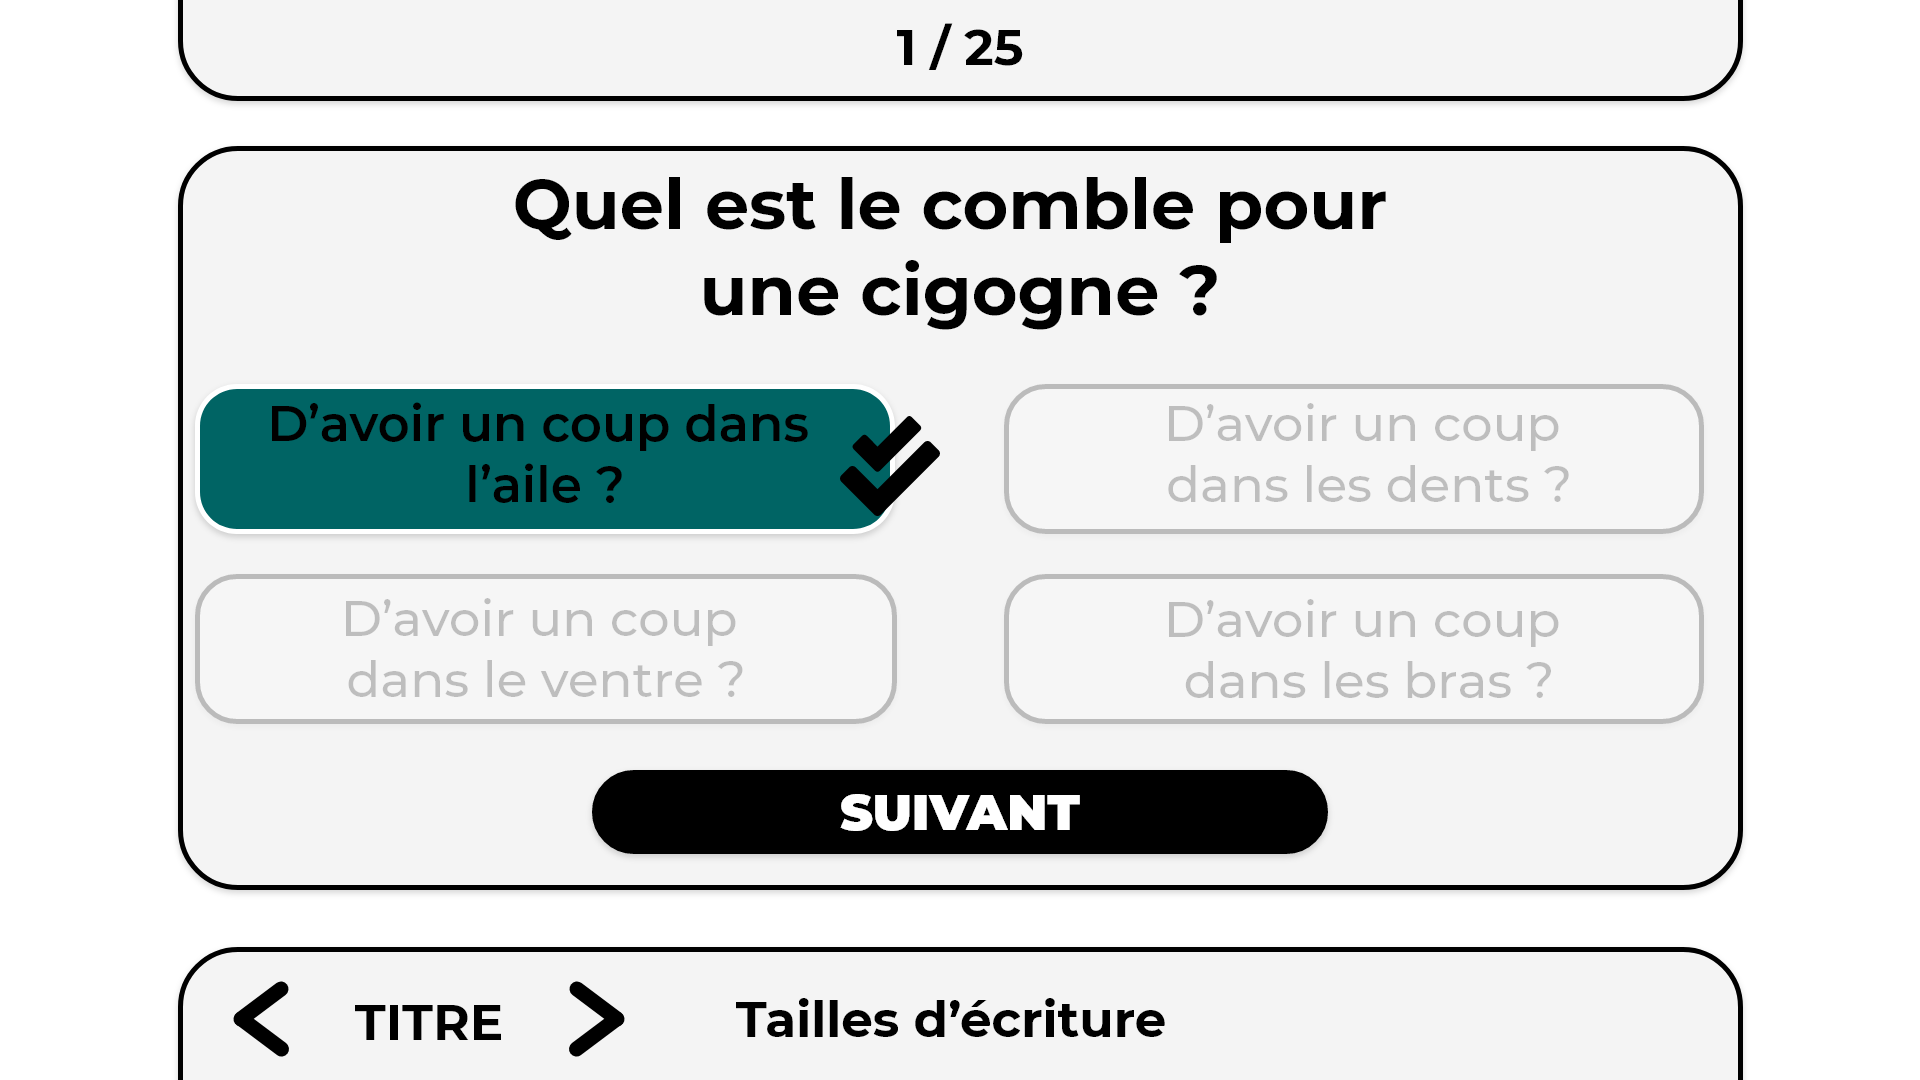 1 / 25
Quel est le comble pour
une cigogne ?
D’avoir un coup dans
l’aile ?
D’avoir un coup
dans les dents ?
D’avoir un coup
dans le ventre ?
D’avoir un coup
dans les bras ?
SUIVANT
TITRE
Tailles d’écriture